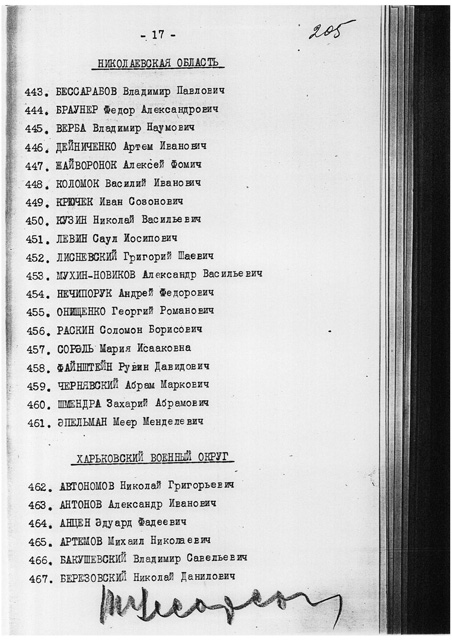 - 17 -
205
НИКОЛАЕВСКАЯ ОБЛАСТЬ
443. БЕССАРАБОВ Владимир Павлович
444. БРАУНЕР Федор Александрович
445. ВЕРБА Владимир Наумович
446. ДЕЙНИЧЕНКО Артем Иванович
447. ЖАЙВОРОНОК Алексей Фомич
448. КОЛОМОК Василий Иванович
449. КРЮЧЕК Иван Созонович
450. КУЗИН Николай Васильевич
451. ЛЕВИН Саул Иосипович
452. ЛИСНЕВСКИЙ Григорий Шаевич
453. МУХИН-НОВИКОВ Александр Васильевич
454. НЕЧИПОРУК Андрей Федорович
455. ОНИЩЕНКО Георгий Романович
456. РАСКИН Соломон Борисович
457. СОРЭЛЬ Мария Исааковна
458. ФАЙНШТЕЙН Рувин Давидович
459. ЧЕРНЯВСКИЙ Абрам Маркович
460. ШМЕНДРА Захарий Абрамович
461. ЭПЕЛЬМАН Меер Менделевич
ХАРЬКОВСКИЙ ВОЕННЫЙ ОКРУГ
462. АВТОНОМОВ Николай Григорьевич
463. АНТОНОВ Александр Иванович
464. АНЦЕН Эдуард Фадеевич
465. АРТЕМОВ Михаил Николаевич
466. БАКУШЕВСКИЙ Владимир Савельевич
467. БЕРЕЗОВСКИЙ Николай Данилович